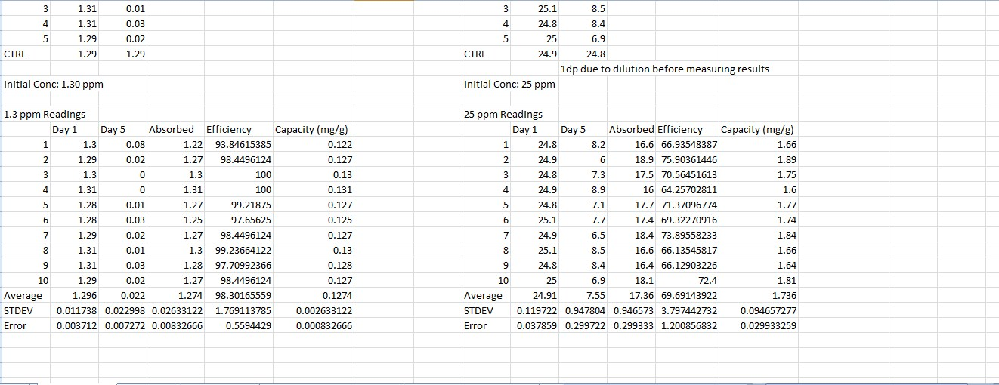 3 1.31 0.01 3 25.1 8.5
4 1.31 0.03 4 24.8 8.4
5 1.29 0.02 5 25 6.9
CTRL 1.29 1.29 CTRL 24.9 24.8
1dp due to dilution before measuring results
Initial Conc: 1.30 ppm Initial Conc: 25 ppm
1.3 ppm Readings 25 ppm Readings
Day 1 Day 5 Absorbed Efficiency Capacity (mg/g) Day 1 Day 5 Absorbed Efficiency Capacity (mg/g)
1 1.3 0.08 1.22 93.84615385 0.122 1 24.8 8.2 16.6 66.93548387 1.66
2 1.29 0.02 1.27 98.4496124 0.127 2 24.9 6 18.9 75.90361446 1.89
3 1.3 0 1.3 100 0.13 3 24.8 7.3 17.5 70.56451613 1.75
4 1.31 0 1.31 100 0.131 4 24.9 8.9 16 64.25702811 1.6
5 1.28 0.01 1.27 99.21875 0.127 5 24.8 7.1 17.7 71.37096774 1.77
6 1.28 0.03 1.25 97.65625 0.125 6 25.1 7.7 17.4 69.32270916 1.74
7 1.29 0.02 1.27 98.4496124 0.127 7 24.9 6.5 18.4 73.89558233 1.84
8 1.31 0.01 1.3 99.23664122 0.13 8 25.1 8.5 16.6 66.13545817 1.66
9 1.31 0.03 1.28 97.70992366 0.128 9 24.8 8.4 16.4 66.12903226 1.64
10 1.29 0.02 1.27 98.4496124 0.127 10 25 6.9 18.1 72.4 1.81
Average 1.296 0.022 1.274 98.30165559 0.1274 Average 24.91 7.55 17.36 69.69143922 1.736
STDEV 0.011738 0.022998 0.02633122 1.769113785 0.002633122 STDEV 0.119722 0.947804 0.946573 3.797442732 0.094657277
Error 0.003712 0.007272 0.00832666 0.5594429 0.000832666 Error 0.037859 0.299722 0.299333 1.200856832 0.029933259